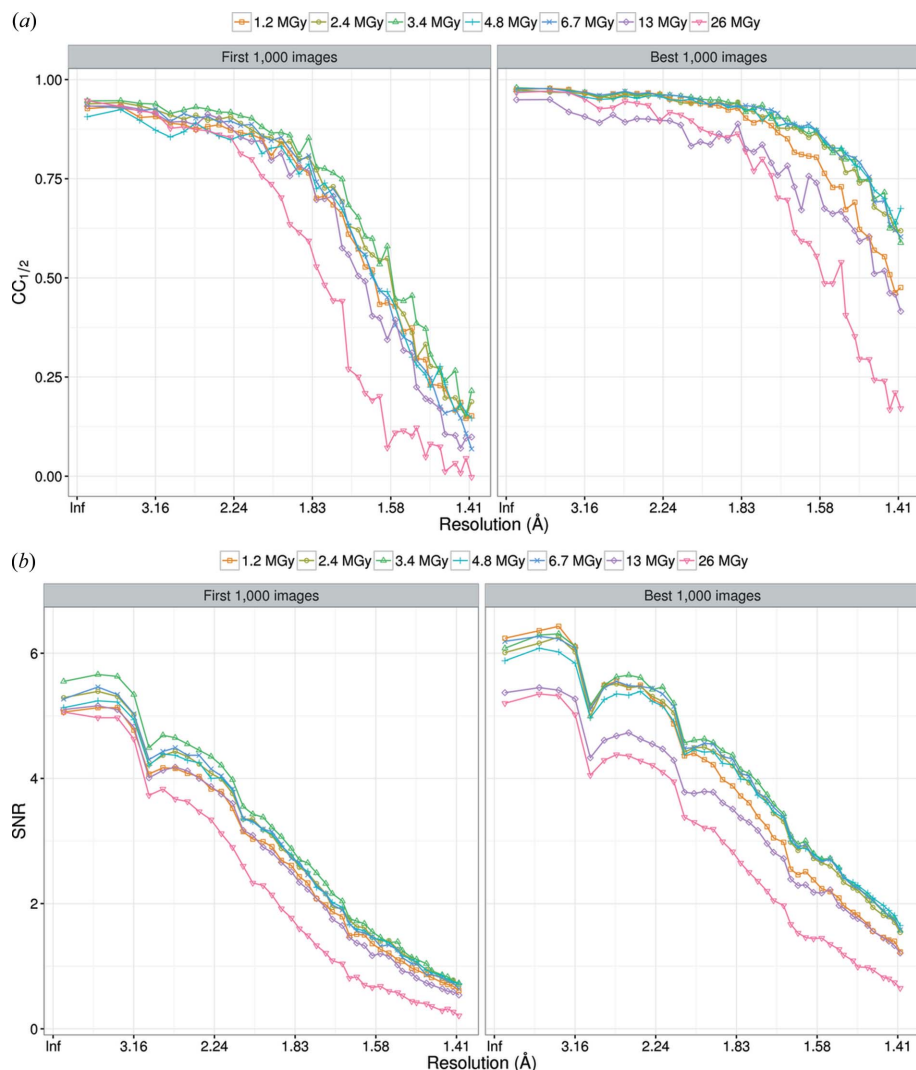 (a)
1.2 MGy 2.4 MGy 3.4 MGy 4.8 MGy 6.7 MGy 13 MGy 26 MGy
First 1,000 images Best 1,000 images
1.00
0.75
0.50
0.25
0.00
CC1/2
Inf 3.16 2.24 1.83 1.58 1.41 Inf 3.16 2.24 1.83 1.58 1.41
Resolution (Å)
(b)
1.2 MGy 2.4 MGy 3.4 MGy 4.8 MGy 6.7 MGy 13 MGy 26 MGy
First 1,000 images Best 1,000 images
6
4
2
0
SNR
Inf 3.16 2.24 1.83 1.58 1.41 Inf 3.16 2.24 1.83 1.58 1.41
Resolution (Å)